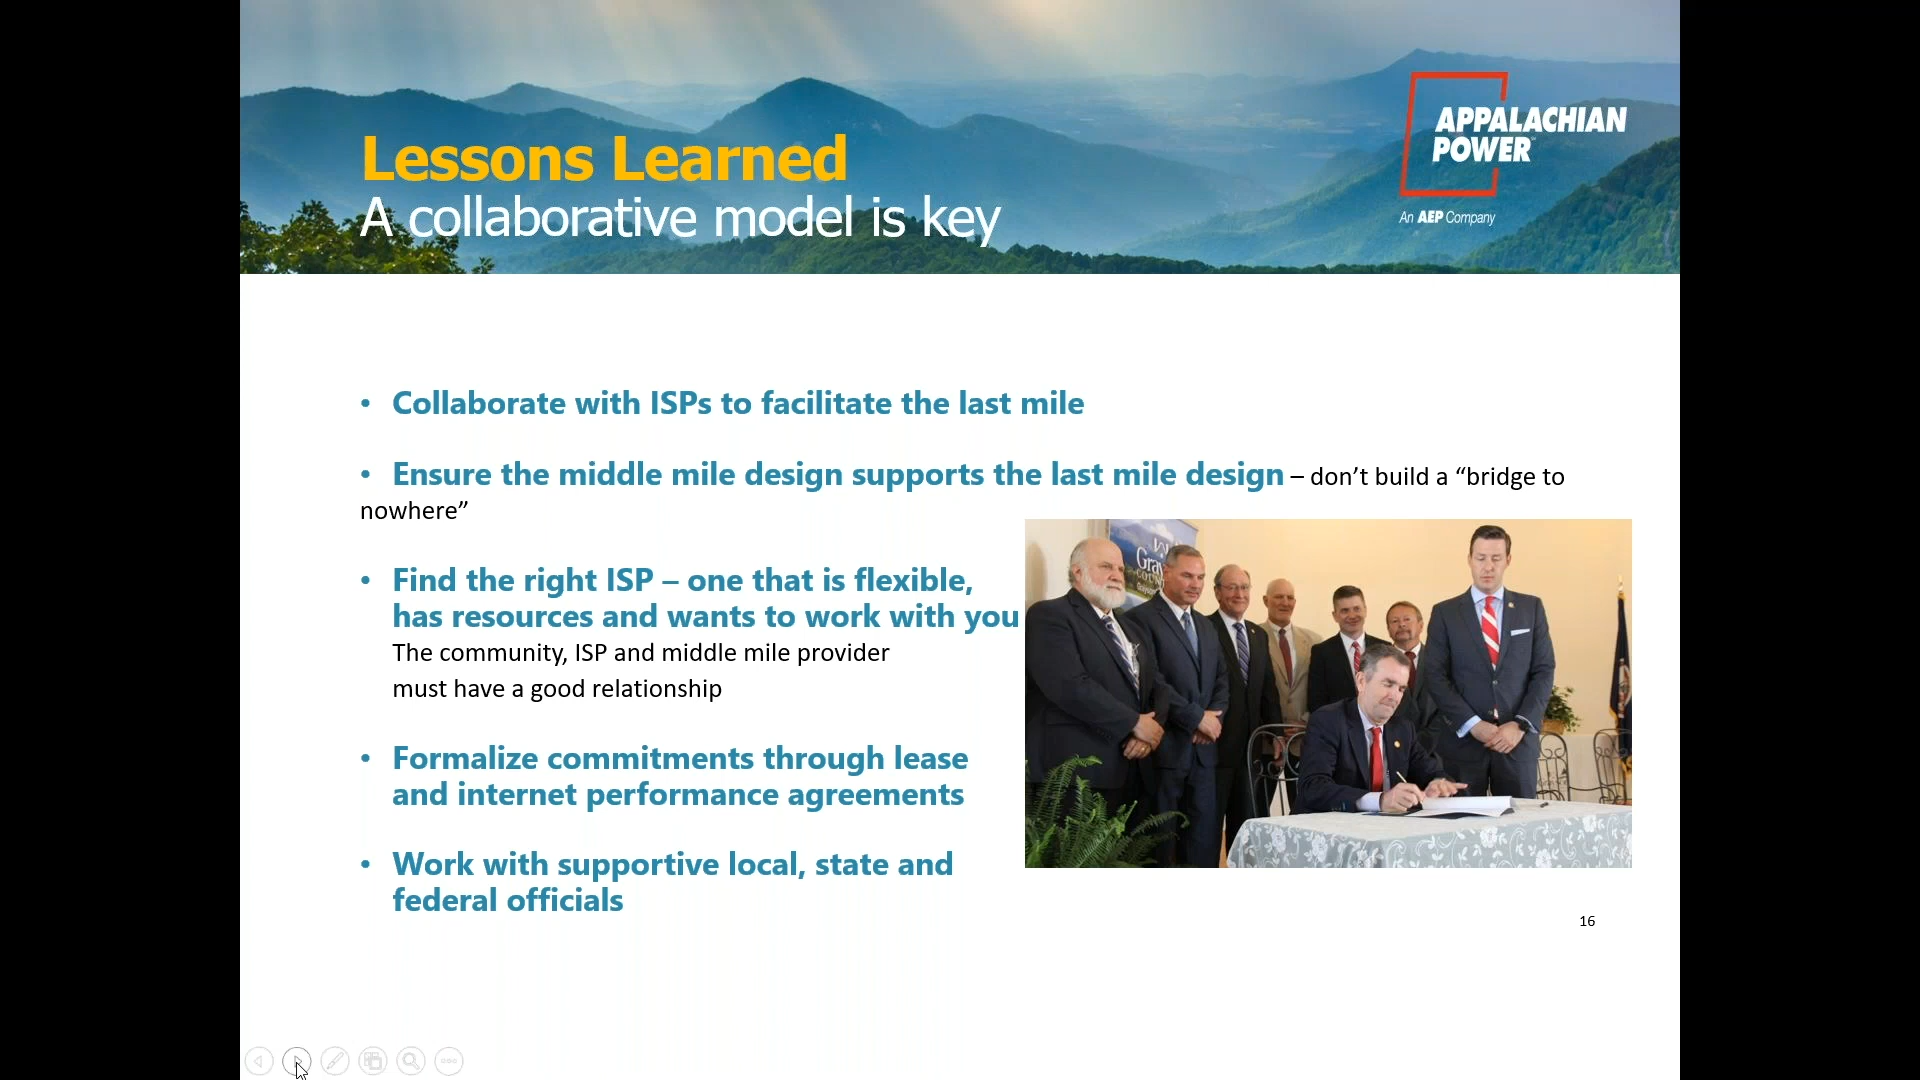 Lessons Learned
A collaborative model is key
APPALACHIAN
POWER
An AEP Company
• Collaborate with ISPs to facilitate the last mile
• Ensure the middle mile design supports the last mile design – don’t build a “bridge to
nowhere”
• Find the right ISP – one that is flexible,
has resources and wants to work with you
The community, ISP and middle mile provider
must have a good relationship
• Formalize commitments through lease
and internet performance agreements
• Work with supportive local, state and
federal officials
16